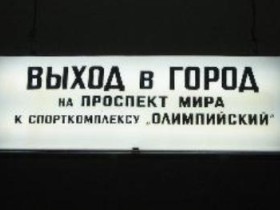 ВЫХОД в ГОРОД
НА ПРОСПЕКТ МИРА
К СПОРТКОМПЛЕКСУ „ОЛИМПИЙСКИЙ"